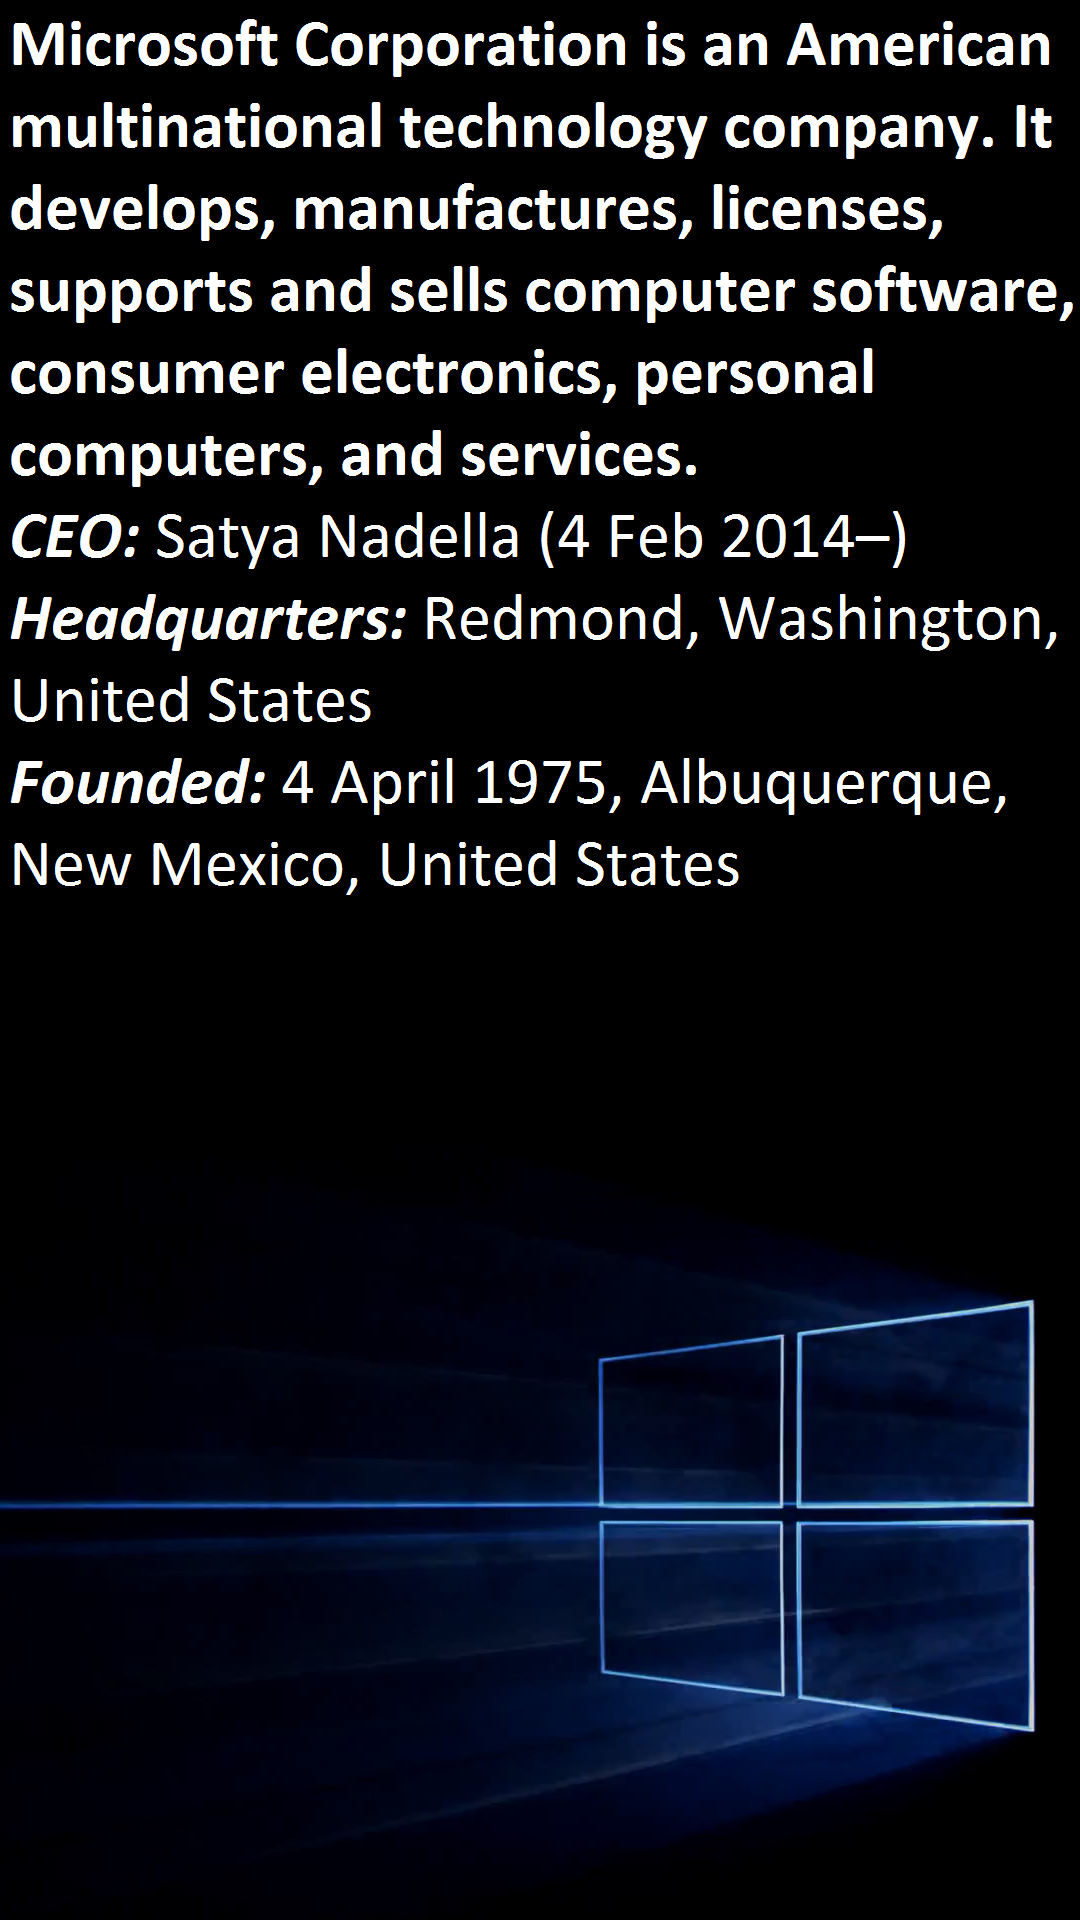 Microsoft Corporation is an American
multinational technology company. It
develops, manufactures, licenses,
supports and sells computer software,
consumer electronics, personal
computers, and services.
CEO: Satya Nadella (4 Feb 2014–)
Headquarters: Redmond, Washington,
United States
Founded: 4 April 1975, Albuquerque,
New Mexico, United States